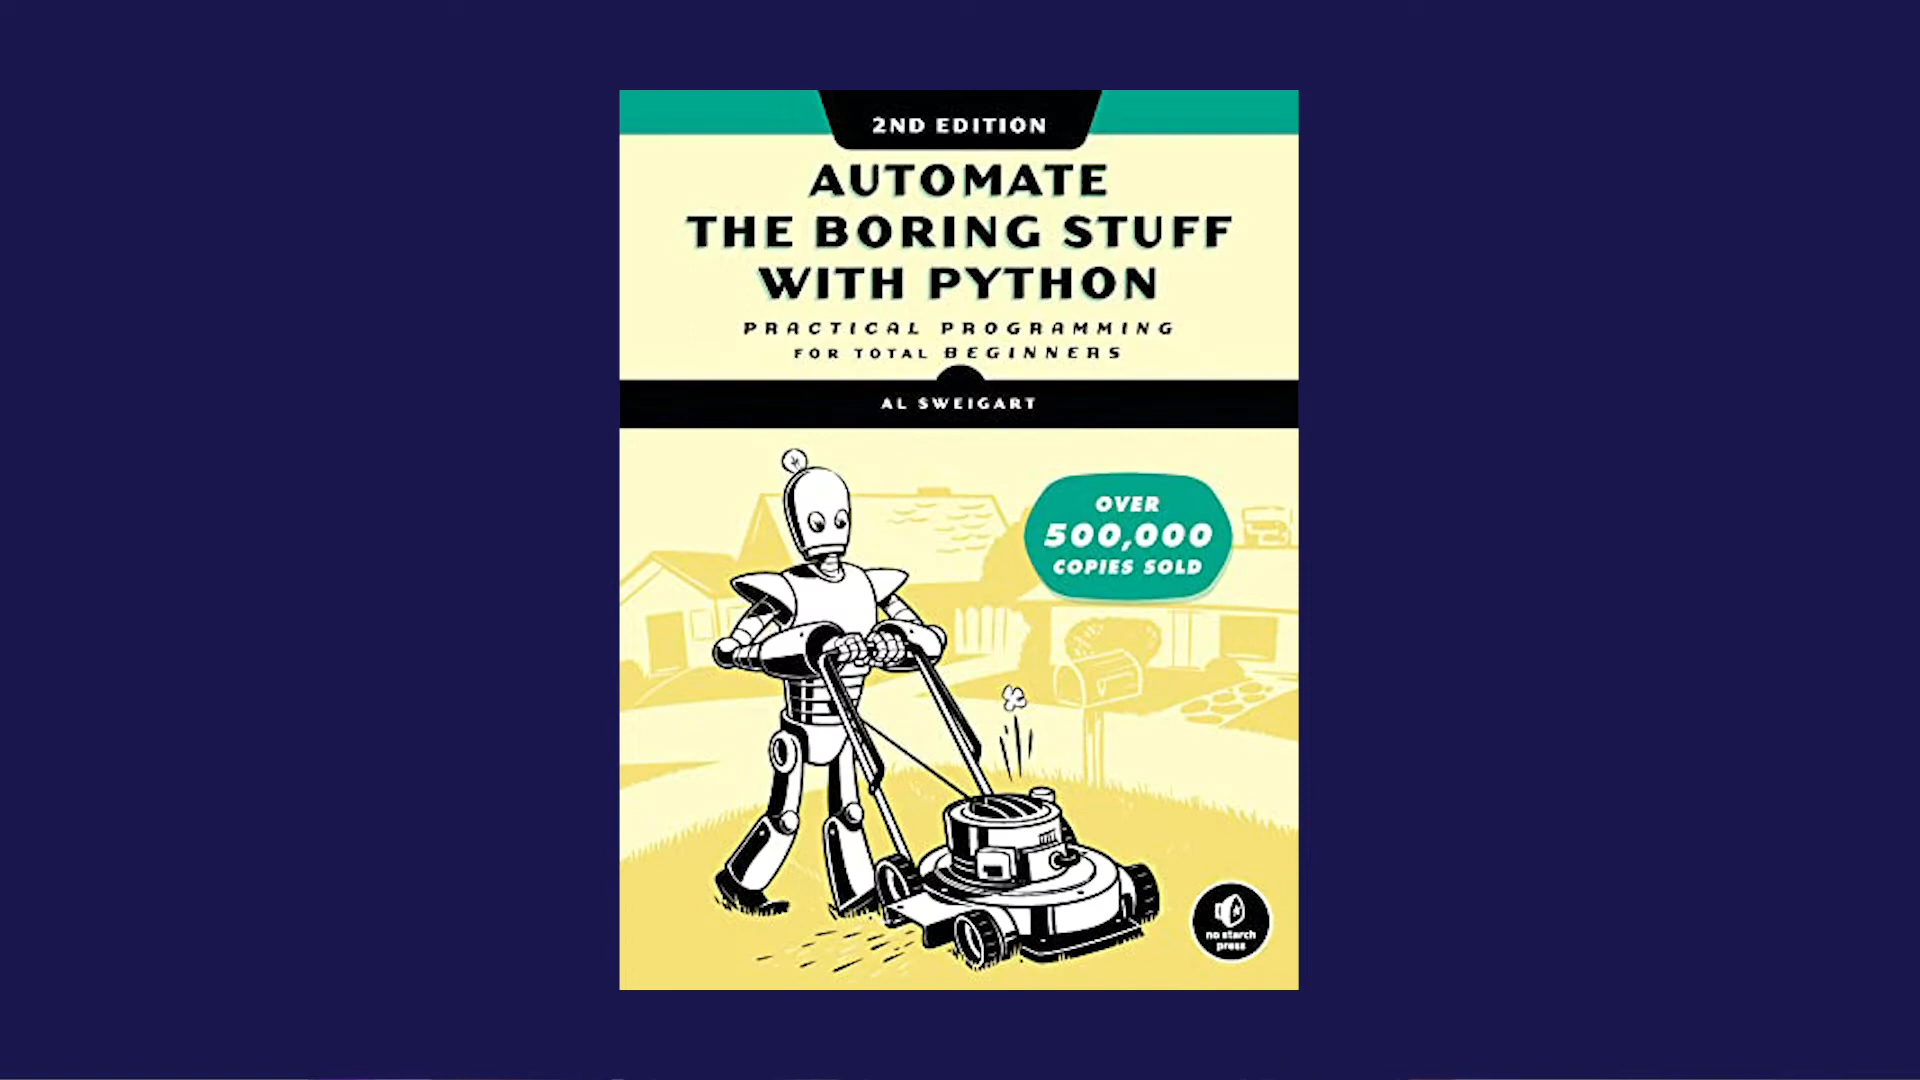 2ND EDITION
AUTOMATE
THE BORING STUFF
WITH PYTHON
PRACTICAL PROGRAMMING
FOR TOTAL BEGINNERS
AL SWEIGART
OVER
500,000
COPIES SOLD
no starch
press